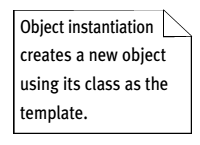 Object instantiation
creates a new object
using its class as the
template.